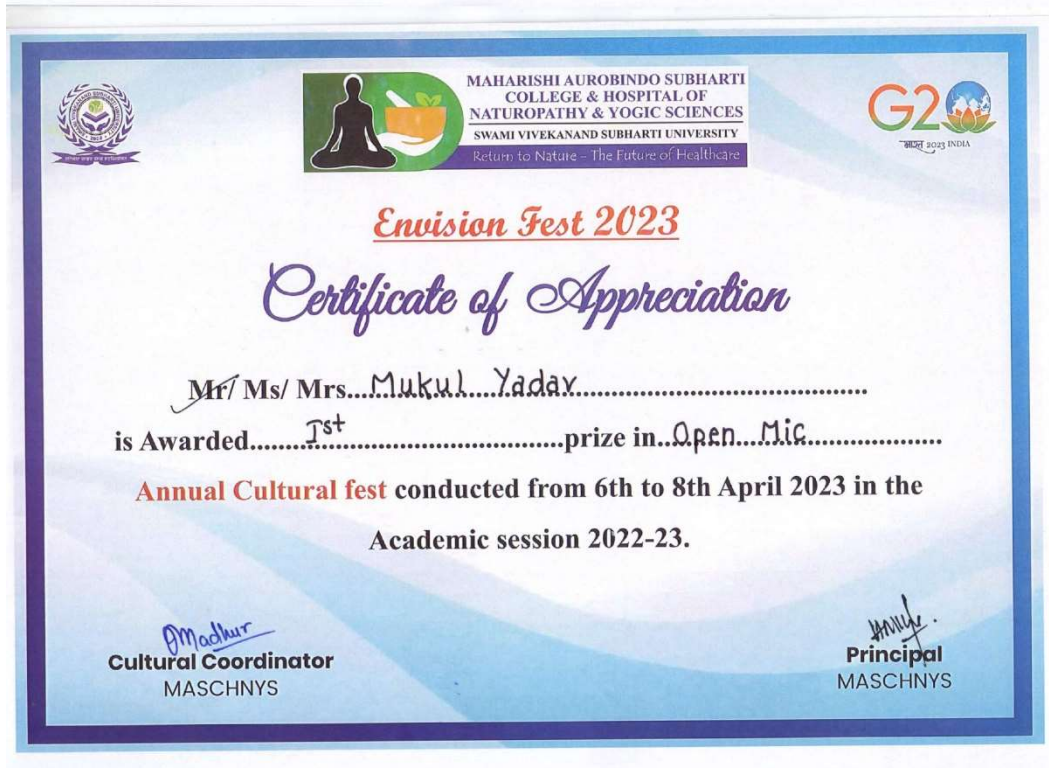 MAHARISHI AUROBINDO SUBHARTI
COLLEGE & HOSPITAL OF
NATUROPATHY & YOGIC SCIENCES
SWAMI VIVEKANAND SUBHARTI UNIVERSITY
Return to Nature – The Future of Healthcare
G20
भारत 2023 INDIA
Envision Fest 2023
Certificate of Appreciation
Mr/ Ms/ Mrs...Mukul Yadav...
is Awarded...Ist...prize in...Open Mic...
Annual Cultural fest conducted from 6th to 8th April 2023 in the
Academic session 2022-23.
Madhur
Cultural Coordinator
MASCHNYS
Principal
MASCHNYS